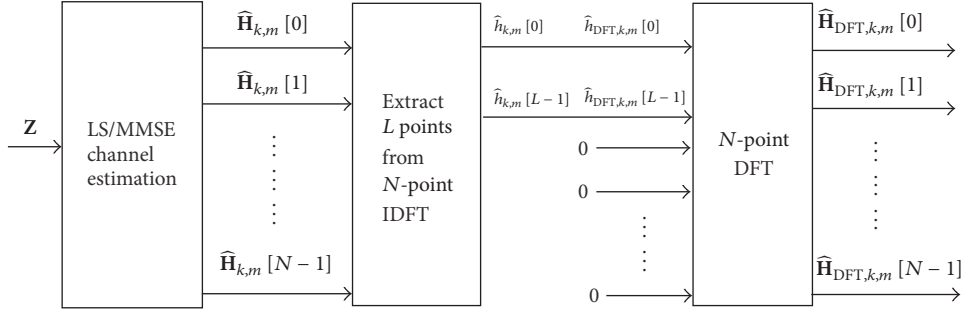 Z
LS/MMSE
channel
estimation
Ĥk,m [0]
Ĥk,m [1]
Ĥk,m [N − 1]
Extract
L points
from
N-point
IDFT
ĥk,m[0]
ĥDFT,k,m[0]
ĥk,m[L − 1]
ĥDFT,k,m[L − 1]
0
0
0
N-point
DFT
ĤDFT,k,m [0]
ĤDFT,k,m [1]
ĤDFT,k,m [N − 1]